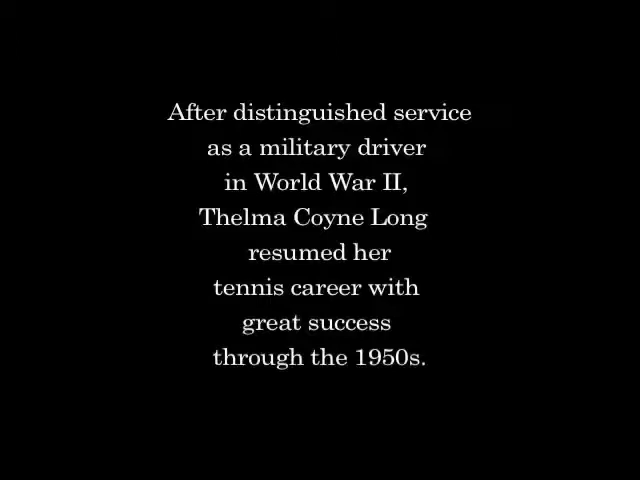 After distinguished service
as a military driver
in World War II,
Thelma Coyne Long
resumed her
tennis career with
great success
through the 1950s.